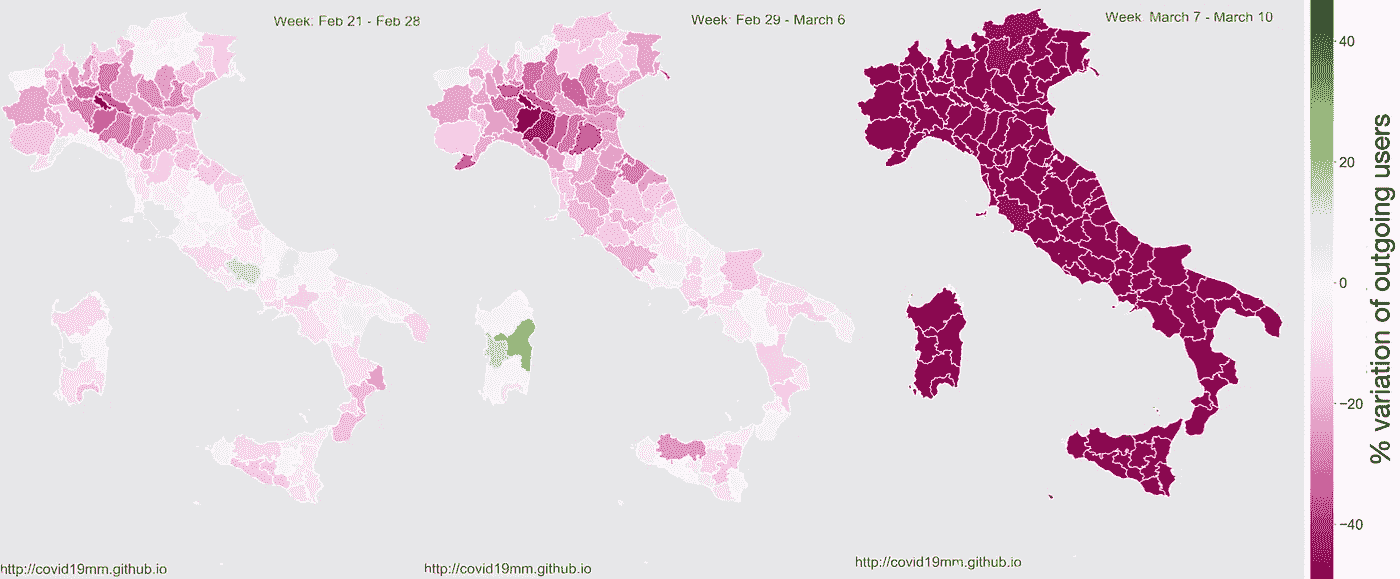 Week: Feb 21 - Feb 28
Week: Feb 29 - March 6
Week: March 7 - March 10
40
20
0
−20
−40
% variation of outgoing users
http://covid19mm.github.io
http://covid19mm.github.io
http://covid19mm.github.io